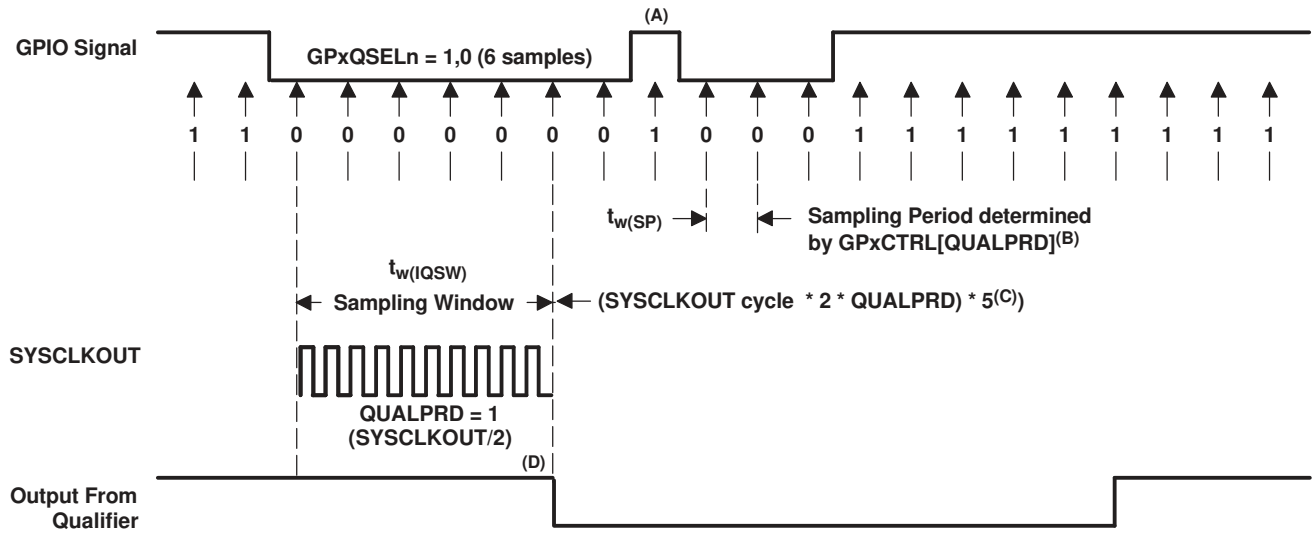 (A)
GPIO Signal
GPxQSELn = 1,0 (6 samples)
1 1 0 0 0 0 0 0 0 1 0 0 0 1 1 1 1 1 1 1 1 1
tw(SP)
Sampling Period determined
by GPxCTRL[QUALPRD](B)
tw(IQSW)
Sampling Window
(SYSCLKOUT cycle * 2 * QUALPRD) * 5(C))
SYSCLKOUT
QUALPRD = 1
(SYSCLKOUT/2)
(D)
Output From
Qualifier